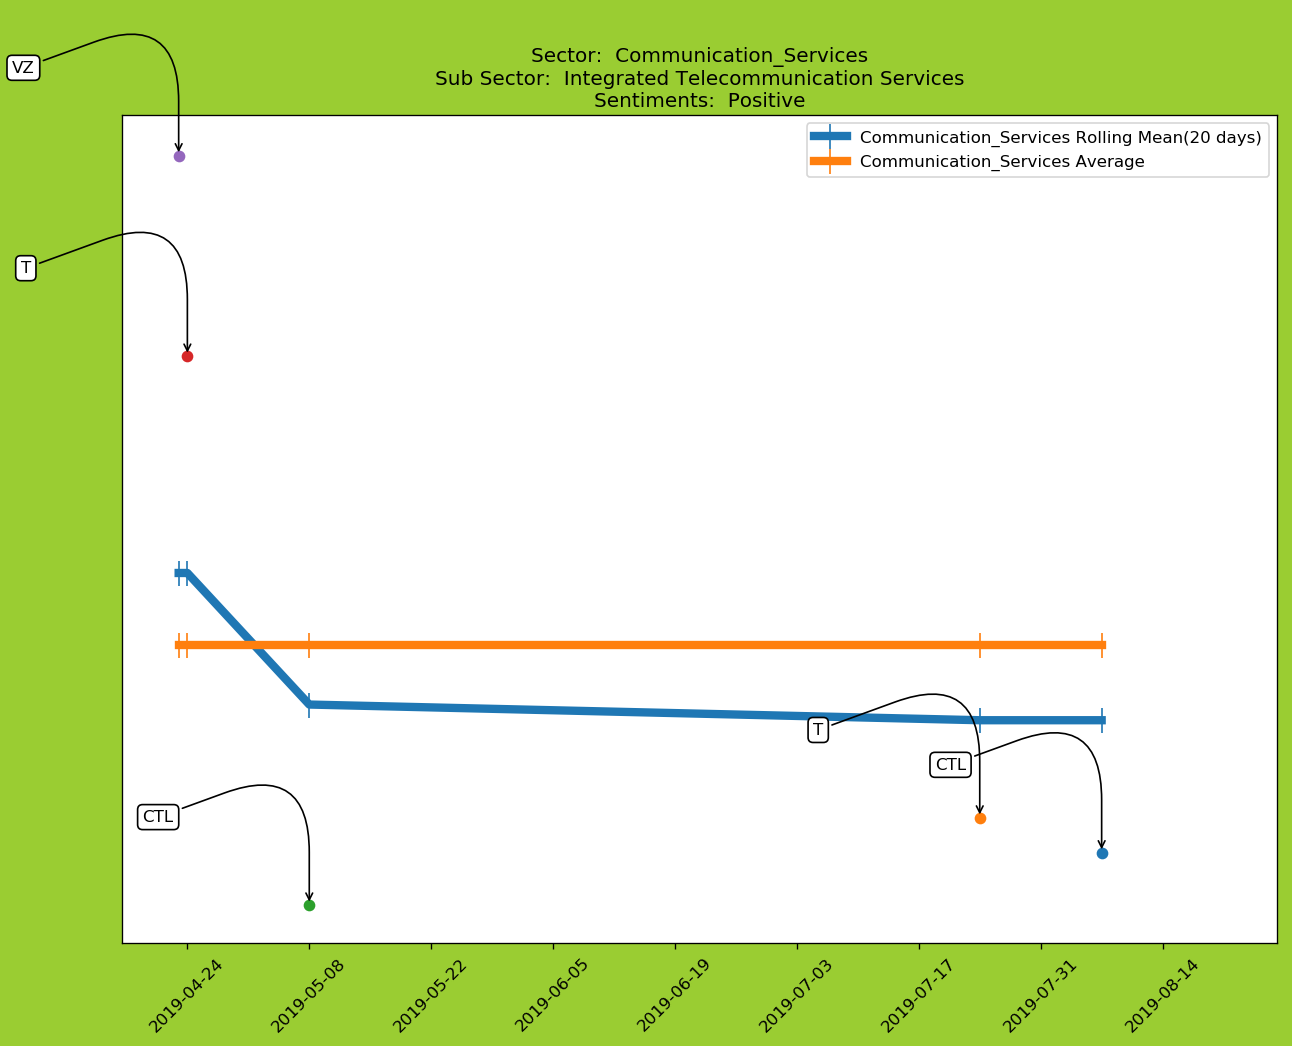 VZ
Sector:  Communication_Services
Sub Sector:  Integrated Telecommunication Services
Sentiments:  Positive
Communication_Services Rolling Mean(20 days)
Communication_Services Average
T
T
CTL
CTL
2019-04-24
2019-05-08
2019-05-22
2019-06-05
2019-06-19
2019-07-03
2019-07-17
2019-07-31
2019-08-14